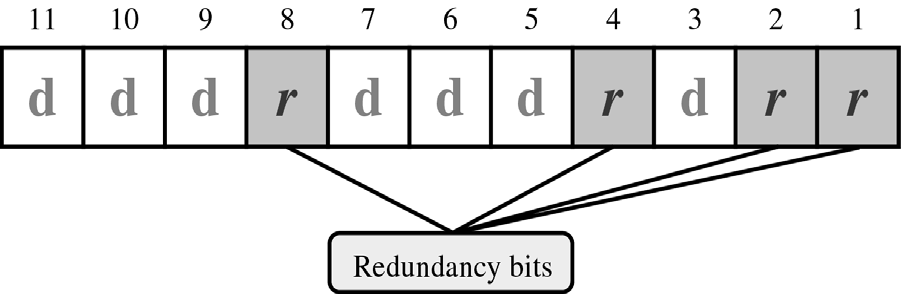 11 10 9 8 7 6 5 4 3 2 1
d d d r d d d r d r r
Redundancy bits